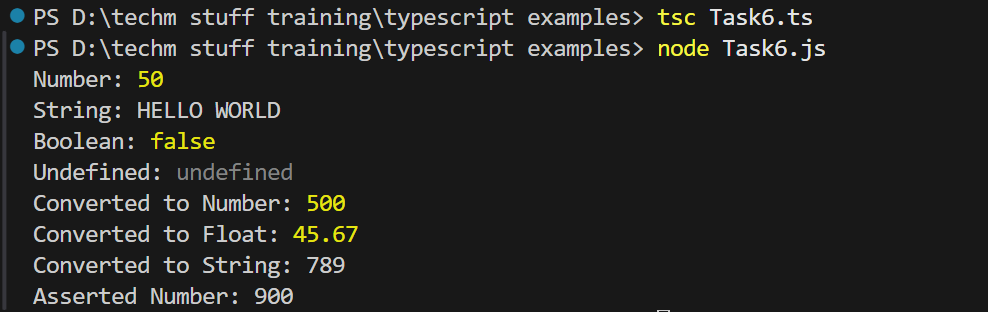 PS D:\techm stuff training\typescript examples> tsc Task6.ts
PS D:\techm stuff training\typescript examples> node Task6.js
Number: 50
String: HELLO WORLD
Boolean: false
Undefined: undefined
Converted to Number: 500
Converted to Float: 45.67
Converted to String: 789
Asserted Number: 900